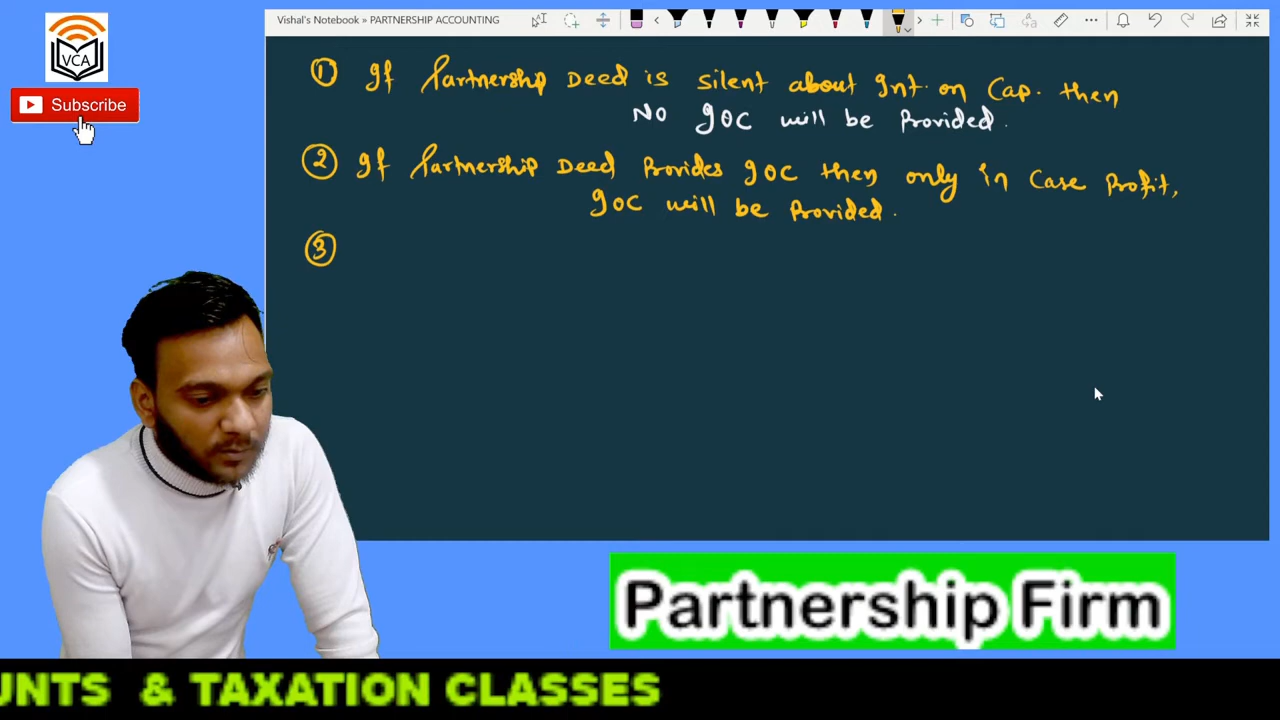 VCA
Subscribe
Vishal's Notebook » PARTNERSHIP ACCOUNTING
① If Partnership Deed is silent about Int. on Cap. then
NO IOC will be Provided.
② If Partnership Deed Provides IOC then only in Case Profit,
IOC will be Provided.
③
Partnership Firm
UNTS & TAXATION CLASSES